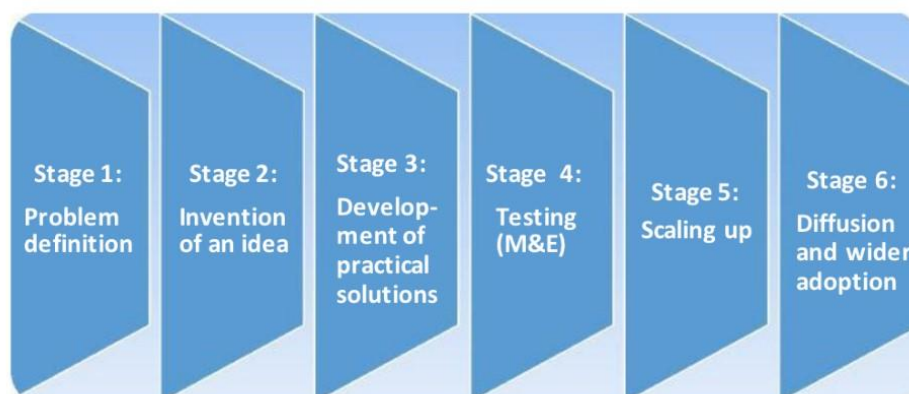 Stage 1:
Problem
definition
Stage 2:
Invention
of an idea
Stage 3:
Develop-
ment of
practical
solutions
Stage 4:
Testing
(M&E)
Stage 5:
Scaling up
Stage 6:
Diffusion
and wider
adoption